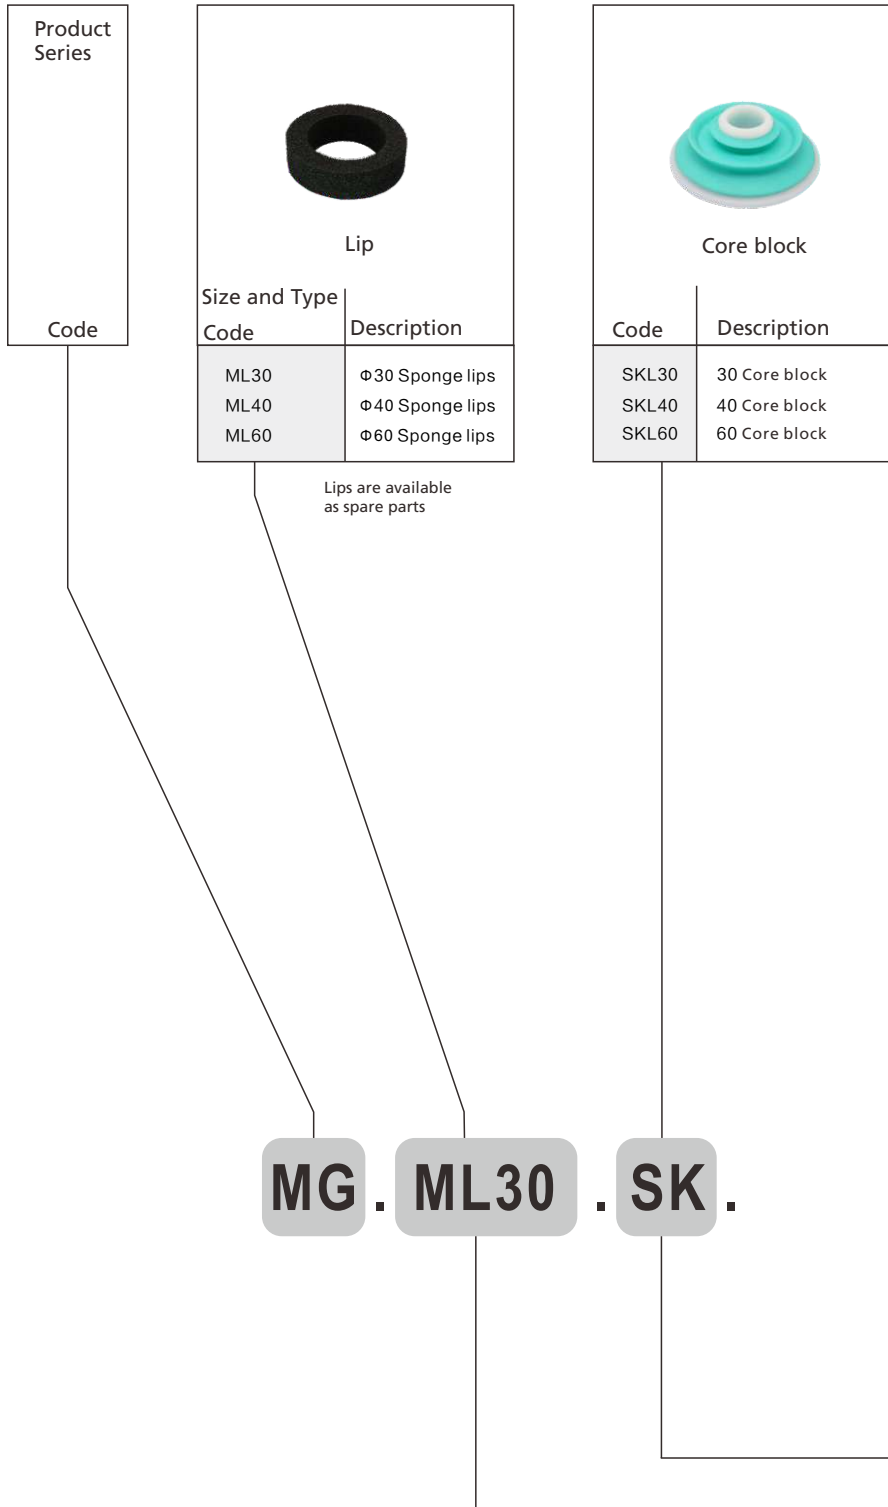 Product
Series
Code
Lip
Size and Type
Code Description
ML30 Φ30 Sponge lips
ML40 Φ40 Sponge lips
ML60 Φ60 Sponge lips
Lips are available
as spare parts
Core block
Code Description
SKL30 30 Core block
SKL40 40 Core block
SKL60 60 Core block
MG . ML30 . SK .